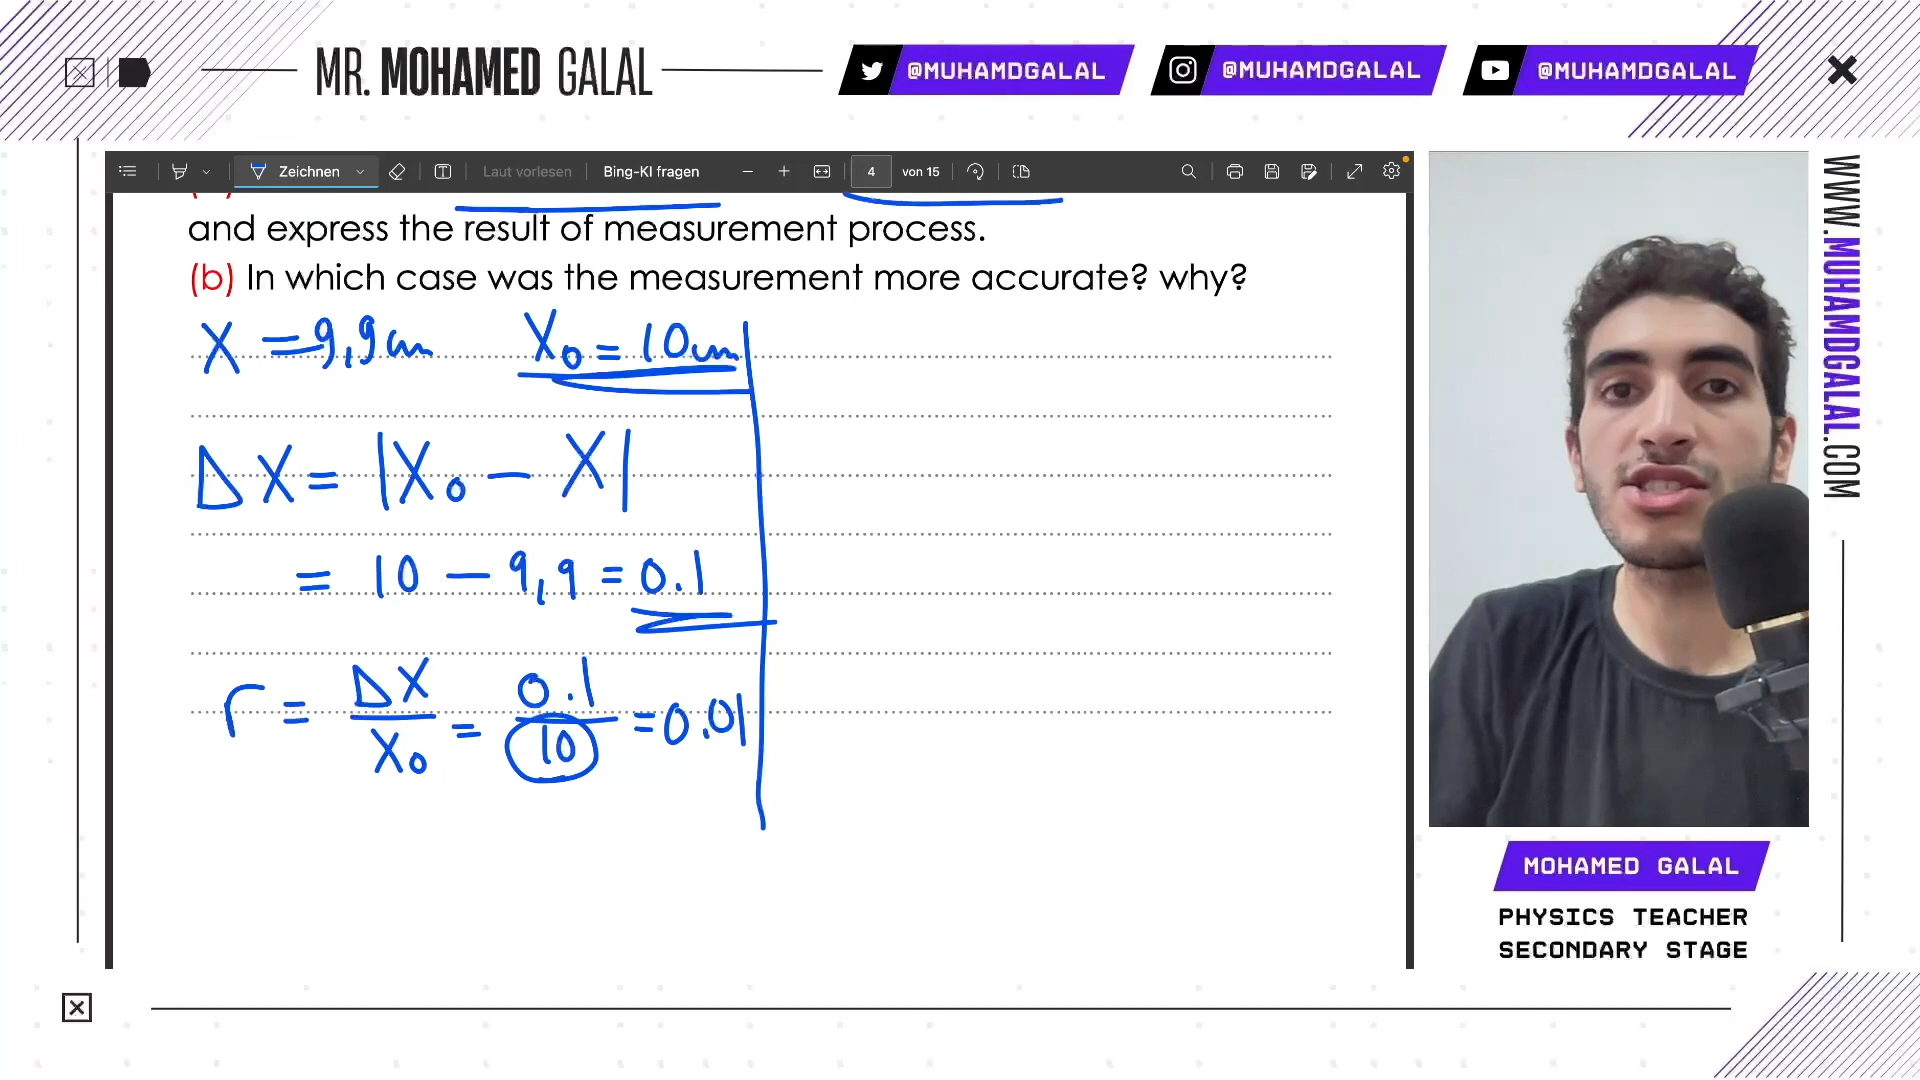 MR. MOHAMED GALAL
@MUHAMDGALAL
@MUHAMDGALAL
@MUHAMDGALAL
Zeichnen
Laut vorlesen
Bing-KI fragen
4 von 15
and express the result of measurement process.
(b) In which case was the measurement more accurate? why?
X = 9,9 cm X₀ = 10 cm
ΔX = |X₀ − X|
= 10 − 9,9 = 0.1
r = ΔX/X₀ = 0.1/10 = 0.01
WWW.MUHAMDGALAL.COM
MOHAMED GALAL
PHYSICS TEACHER
SECONDARY STAGE